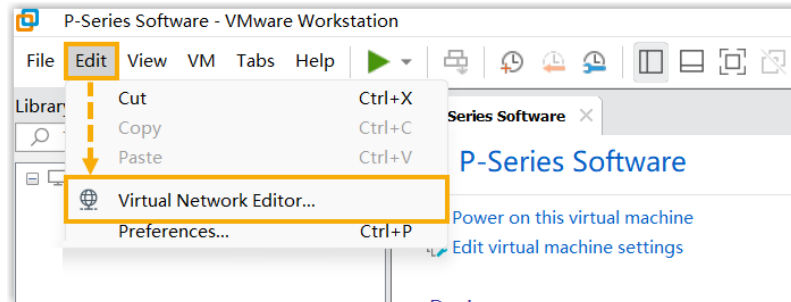 P-Series Software - VMware Workstation
File Edit View VM Tabs Help
Library
Cut Ctrl+X
Copy Ctrl+C
Paste Ctrl+V
Virtual Network Editor...
Preferences... Ctrl+P
Series Software
P-Series Software
Power on this virtual machine
Edit virtual machine settings